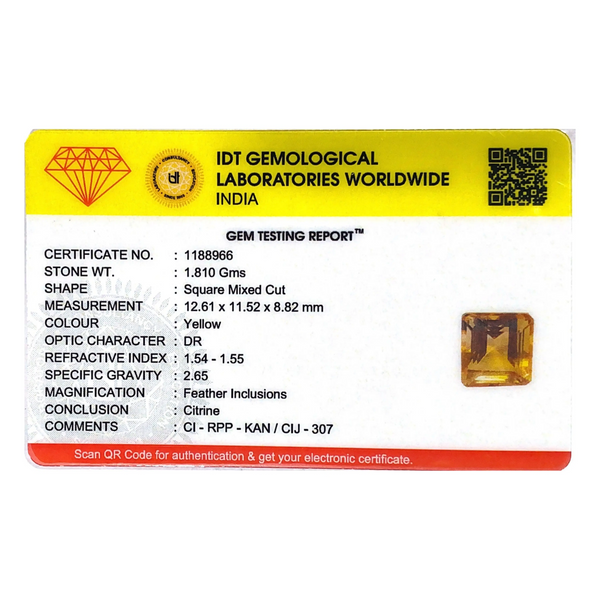 IDT GEMOLOGICAL
LABORATORIES WORLDWIDE
INDIA
GEM TESTING REPORT™
CERTIFICATE NO. : 1188966
STONE WT. : 1.810 Gms
SHAPE : Square Mixed Cut
MEASUREMENT : 12.61 x 11.52 x 8.82 mm
COLOUR : Yellow
OPTIC CHARACTER : DR
REFRACTIVE INDEX : 1.54 - 1.55
SPECIFIC GRAVITY : 2.65
MAGNIFICATION : Feather Inclusions
CONCLUSION : Citrine
COMMENTS : CI - RPP - KAN / CIJ - 307
Scan QR Code for authentication & get your electronic certificate.